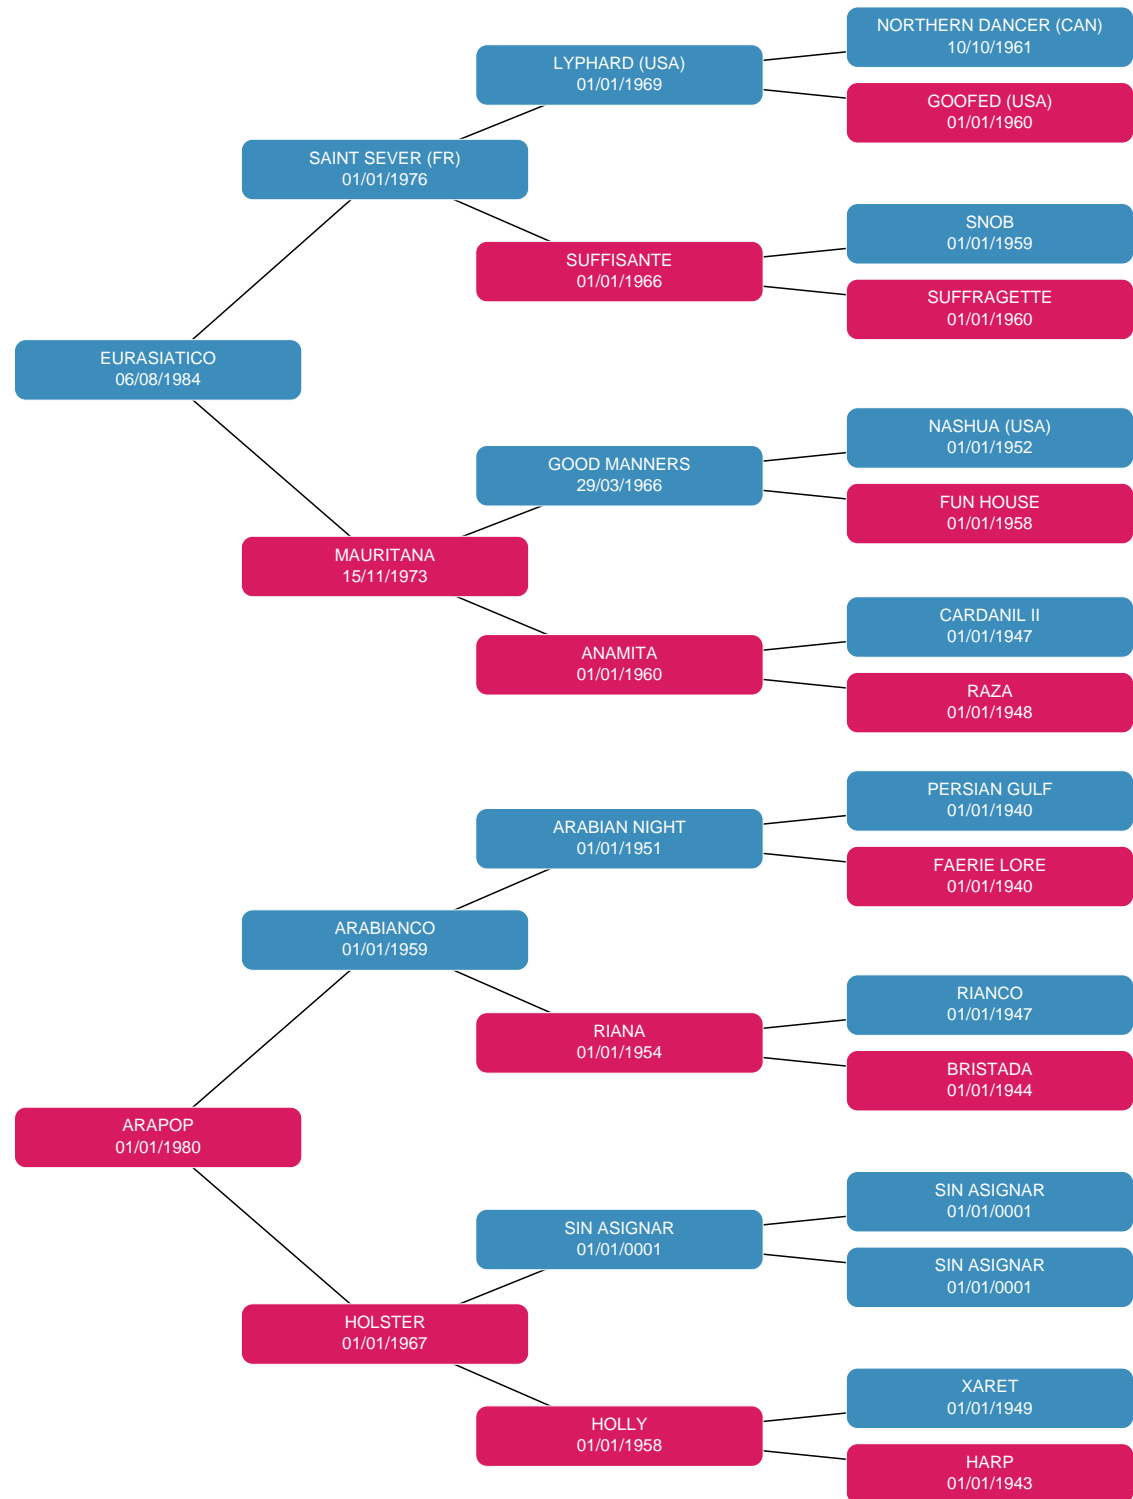 NORTHERN DANCER (CAN)
10/10/1961
LYPHARD (USA)
01/01/1969
GOOFED (USA)
01/01/1960
SAINT SEVER (FR)
01/01/1976
SNOB
01/01/1959
SUFFISANTE
01/01/1966
SUFFRAGETTE
01/01/1960
EURASIATICO
06/08/1984
NASHUA (USA)
01/01/1952
GOOD MANNERS
29/03/1966
FUN HOUSE
01/01/1958
MAURITANA
15/11/1973
CARDANIL II
01/01/1947
ANAMITA
01/01/1960
RAZA
01/01/1948
PERSIAN GULF
01/01/1940
ARABIAN NIGHT
01/01/1951
FAERIE LORE
01/01/1940
ARABIANCO
01/01/1959
RIANCO
01/01/1947
RIANA
01/01/1954
BRISTADA
01/01/1944
ARAPOP
01/01/1980
SIN ASIGNAR
01/01/0001
SIN ASIGNAR
01/01/0001
SIN ASIGNAR
01/01/0001
HOLSTER
01/01/1967
XARET
01/01/1949
HOLLY
01/01/1958
HARP
01/01/1943